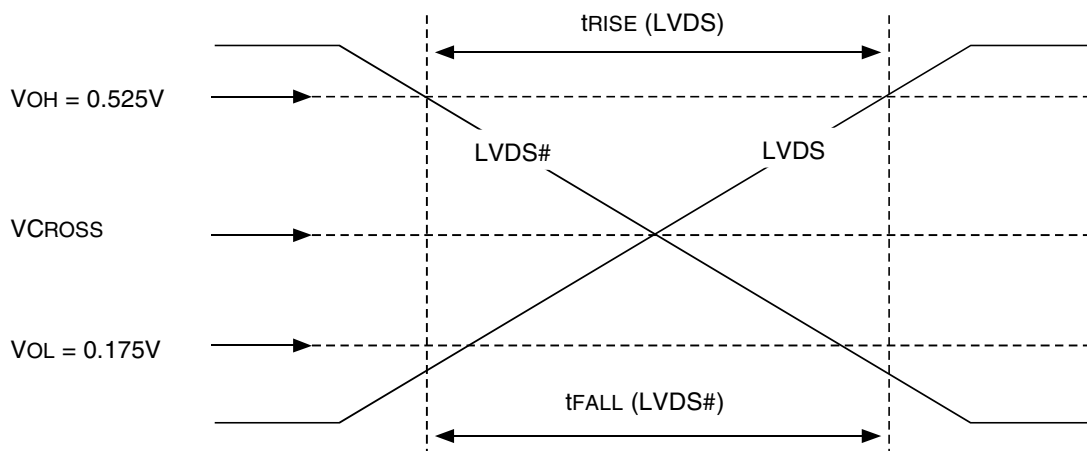 tRISE (LVDS)
VOH = 0.525V
LVDS#
LVDS
VCROSS
VOL = 0.175V
tFALL (LVDS#)